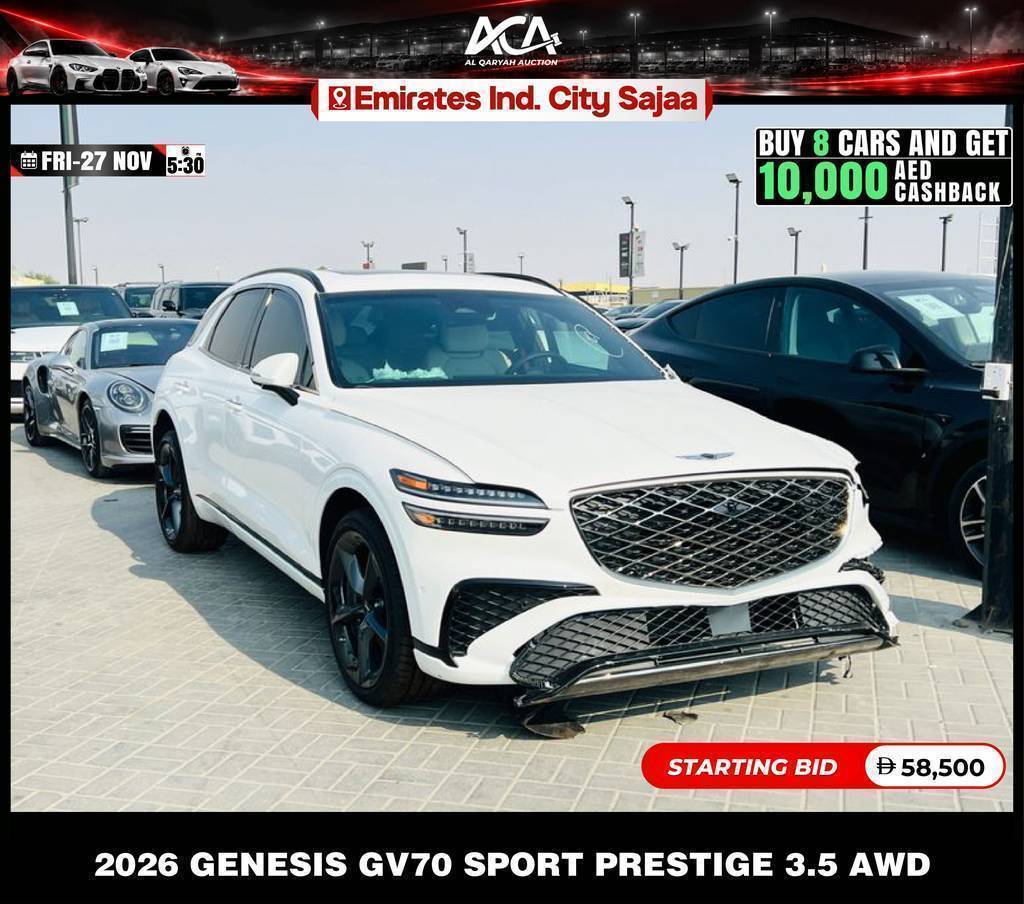 ACA
AL QARYAH AUCTION
Emirates Ind. City Sajaa
FRI-27 NOV 5:30
BUY 8 CARS AND GET
10,000 AED CASHBACK
STARTING BID 58,500
2026 GENESIS GV70 SPORT PRESTIGE 3.5 AWD